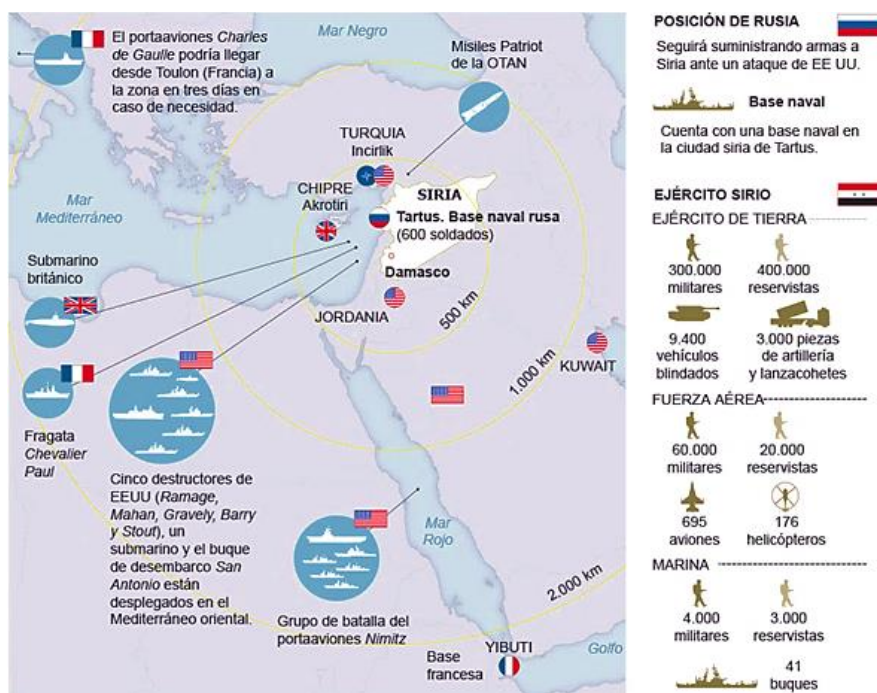 El portaaviones Charles
de Gaulle podría llegar
desde Toulon (Francia) a
la zona en tres días en
caso de necesidad.
Mar Negro
Misiles Patriot
de la OTAN
TURQUIA
Incirlik
CHIPRE
Akrotiri
SIRIA
Tartus. Base naval rusa
(600 soldados)
Damasco
Mar
Mediterráneo
Submarino
británico
JORDANIA
500 km
1.000 km
KUWAIT
Fragata
Chevalier
Paul
Cinco destructores de
EEUU (Ramage,
Mahan, Gravely, Barry
y Stout), un
submarino y el buque
de desembarco San
Antonio están
desplegados en el
Mediterráneo oriental.
Mar
Rojo
2.000 km
Grupo de batalla del
portaaviones Nimitz
Base
francesa
YIBUTI
Golfo
POSICIÓN DE RUSIA
Seguirá suministrando armas a
Siria ante un ataque de EE UU.
Base naval
Cuenta con una base naval en
la ciudad siria de Tartus.
EJÉRCITO SIRIO
EJÉRCITO DE TIERRA
300.000
militares
400.000
reservistas
9.400
vehículos
blindados
3.000 piezas
de artillería
y lanzacohetes
FUERZA AÉREA
60.000
militares
20.000
reservistas
695
aviones
176
helicópteros
MARINA
4.000
militares
3.000
reservistas
41
buques